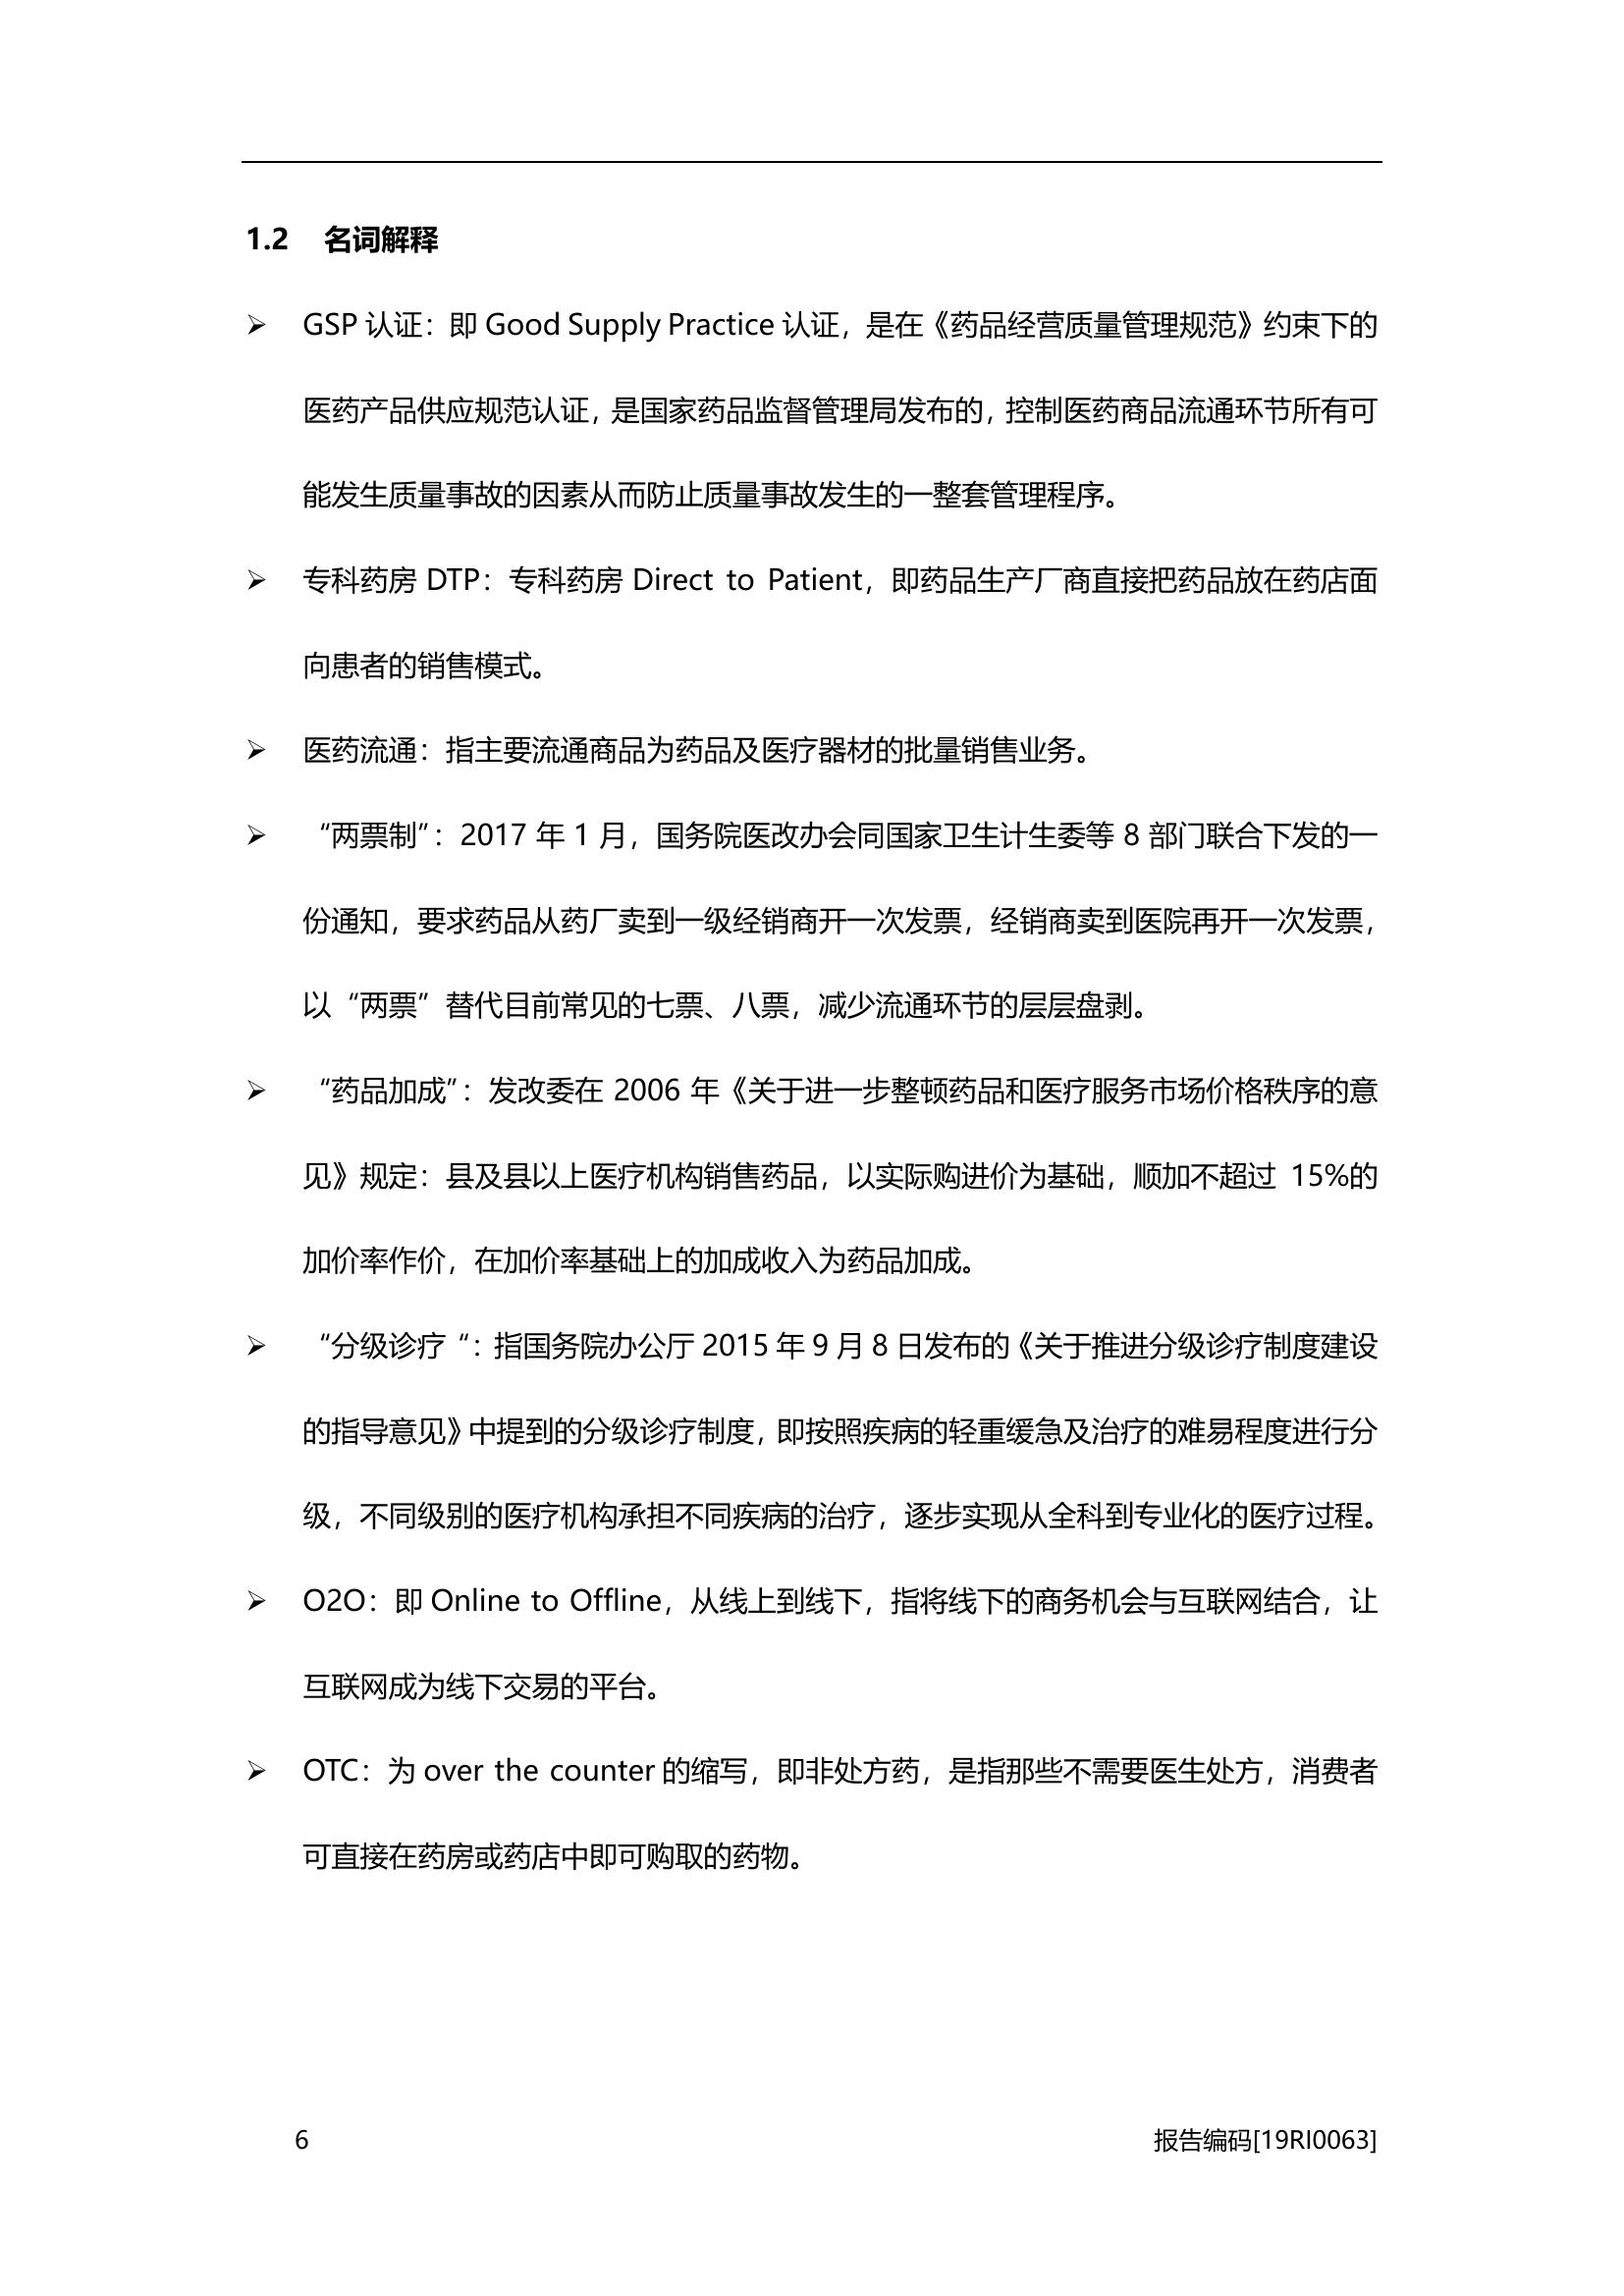 1.2 名词解释
➢ GSP 认证：即 Good Supply Practice 认证，是在《药品经营质量管理规范》约束下的
医药产品供应规范认证，是国家药品监督管理局发布的，控制医药商品流通环节所有可
能发生质量事故的因素从而防止质量事故发生的一整套管理程序。
➢ 专科药房 DTP：专科药房 Direct to Patient，即药品生产厂商直接把药品放在药店面
向患者的销售模式。
➢ 医药流通：指主要流通商品为药品及医疗器材的批量销售业务。
➢ “两票制”：2017 年 1 月，国务院医改办会同国家卫生计生委等 8 部门联合下发的一
份通知，要求药品从药厂卖到一级经销商开一次发票，经销商卖到医院再开一次发票，
以“两票”替代目前常见的七票、八票，减少流通环节的层层盘剥。
➢ “药品加成”：发改委在 2006 年《关于进一步整顿药品和医疗服务市场价格秩序的意
见》规定：县及县以上医疗机构销售药品，以实际购进价为基础，顺加不超过 15%的
加价率作价，在加价率基础上的加成收入为药品加成。
➢ “分级诊疗“：指国务院办公厅 2015 年 9 月 8 日发布的《关于推进分级诊疗制度建设
的指导意见》中提到的分级诊疗制度，即按照疾病的轻重缓急及治疗的难易程度进行分
级，不同级别的医疗机构承担不同疾病的治疗，逐步实现从全科到专业化的医疗过程。
➢ O2O：即 Online to Offline，从线上到线下，指将线下的商务机会与互联网结合，让
互联网成为线下交易的平台。
➢ OTC：为 over the counter 的缩写，即非处方药，是指那些不需要医生处方，消费者
可直接在药房或药店中即可购取的药物。
6 报告编码[19RI0063]